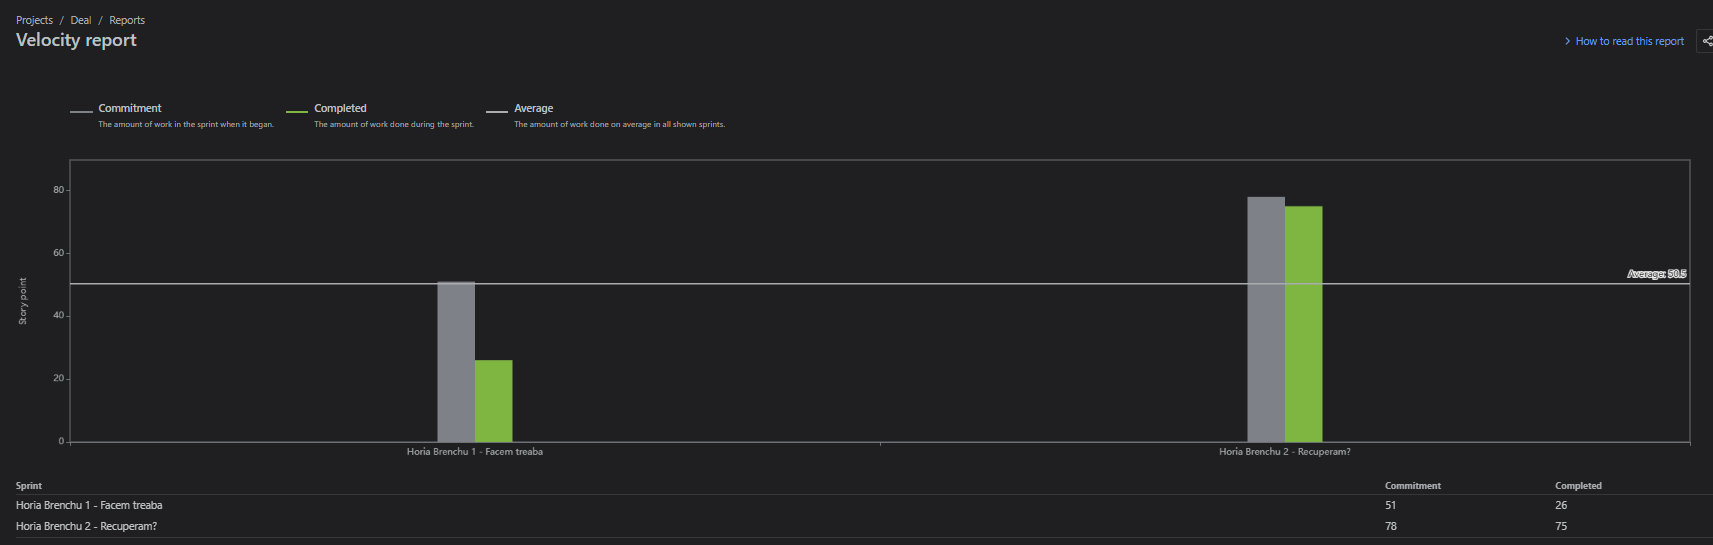 Projects / Deal / Reports
Velocity report
How to read this report
Commitment
The amount of work in the sprint when it began.
Completed
The amount of work done during the sprint.
Average
The amount of work done on average in all shown sprints.
Story point
80
60
40
20
0
Average: 50.5
Horia Brenchu 1 - Facem treaba
Horia Brenchu 2 - Recuperam?
Sprint Commitment Completed
Horia Brenchu 1 - Facem treaba 51 26
Horia Brenchu 2 - Recuperam? 78 75